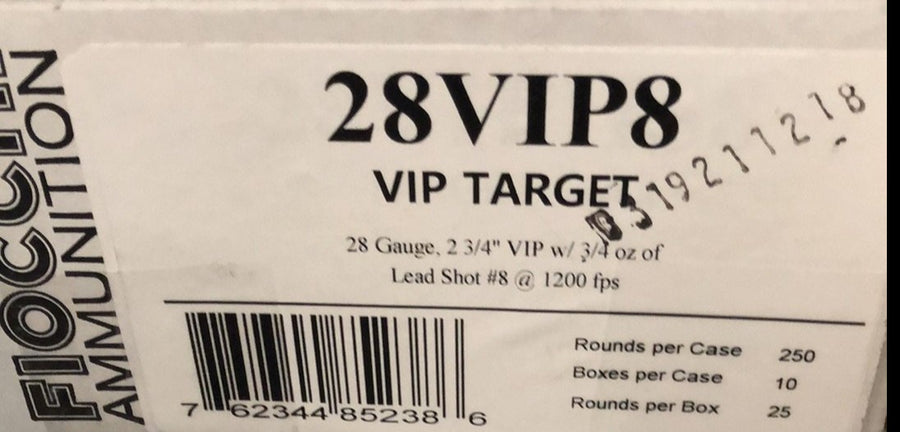 FIOCCHI
AMMUNITION
28VIP8
VIP TARGET
28 Gauge, 2 3/4" VIP w/ 3/4 oz of
Lead Shot #8 @ 1200 fps
Rounds per Case 250
Boxes per Case 10
Rounds per Box 25
7 62344 85238 6